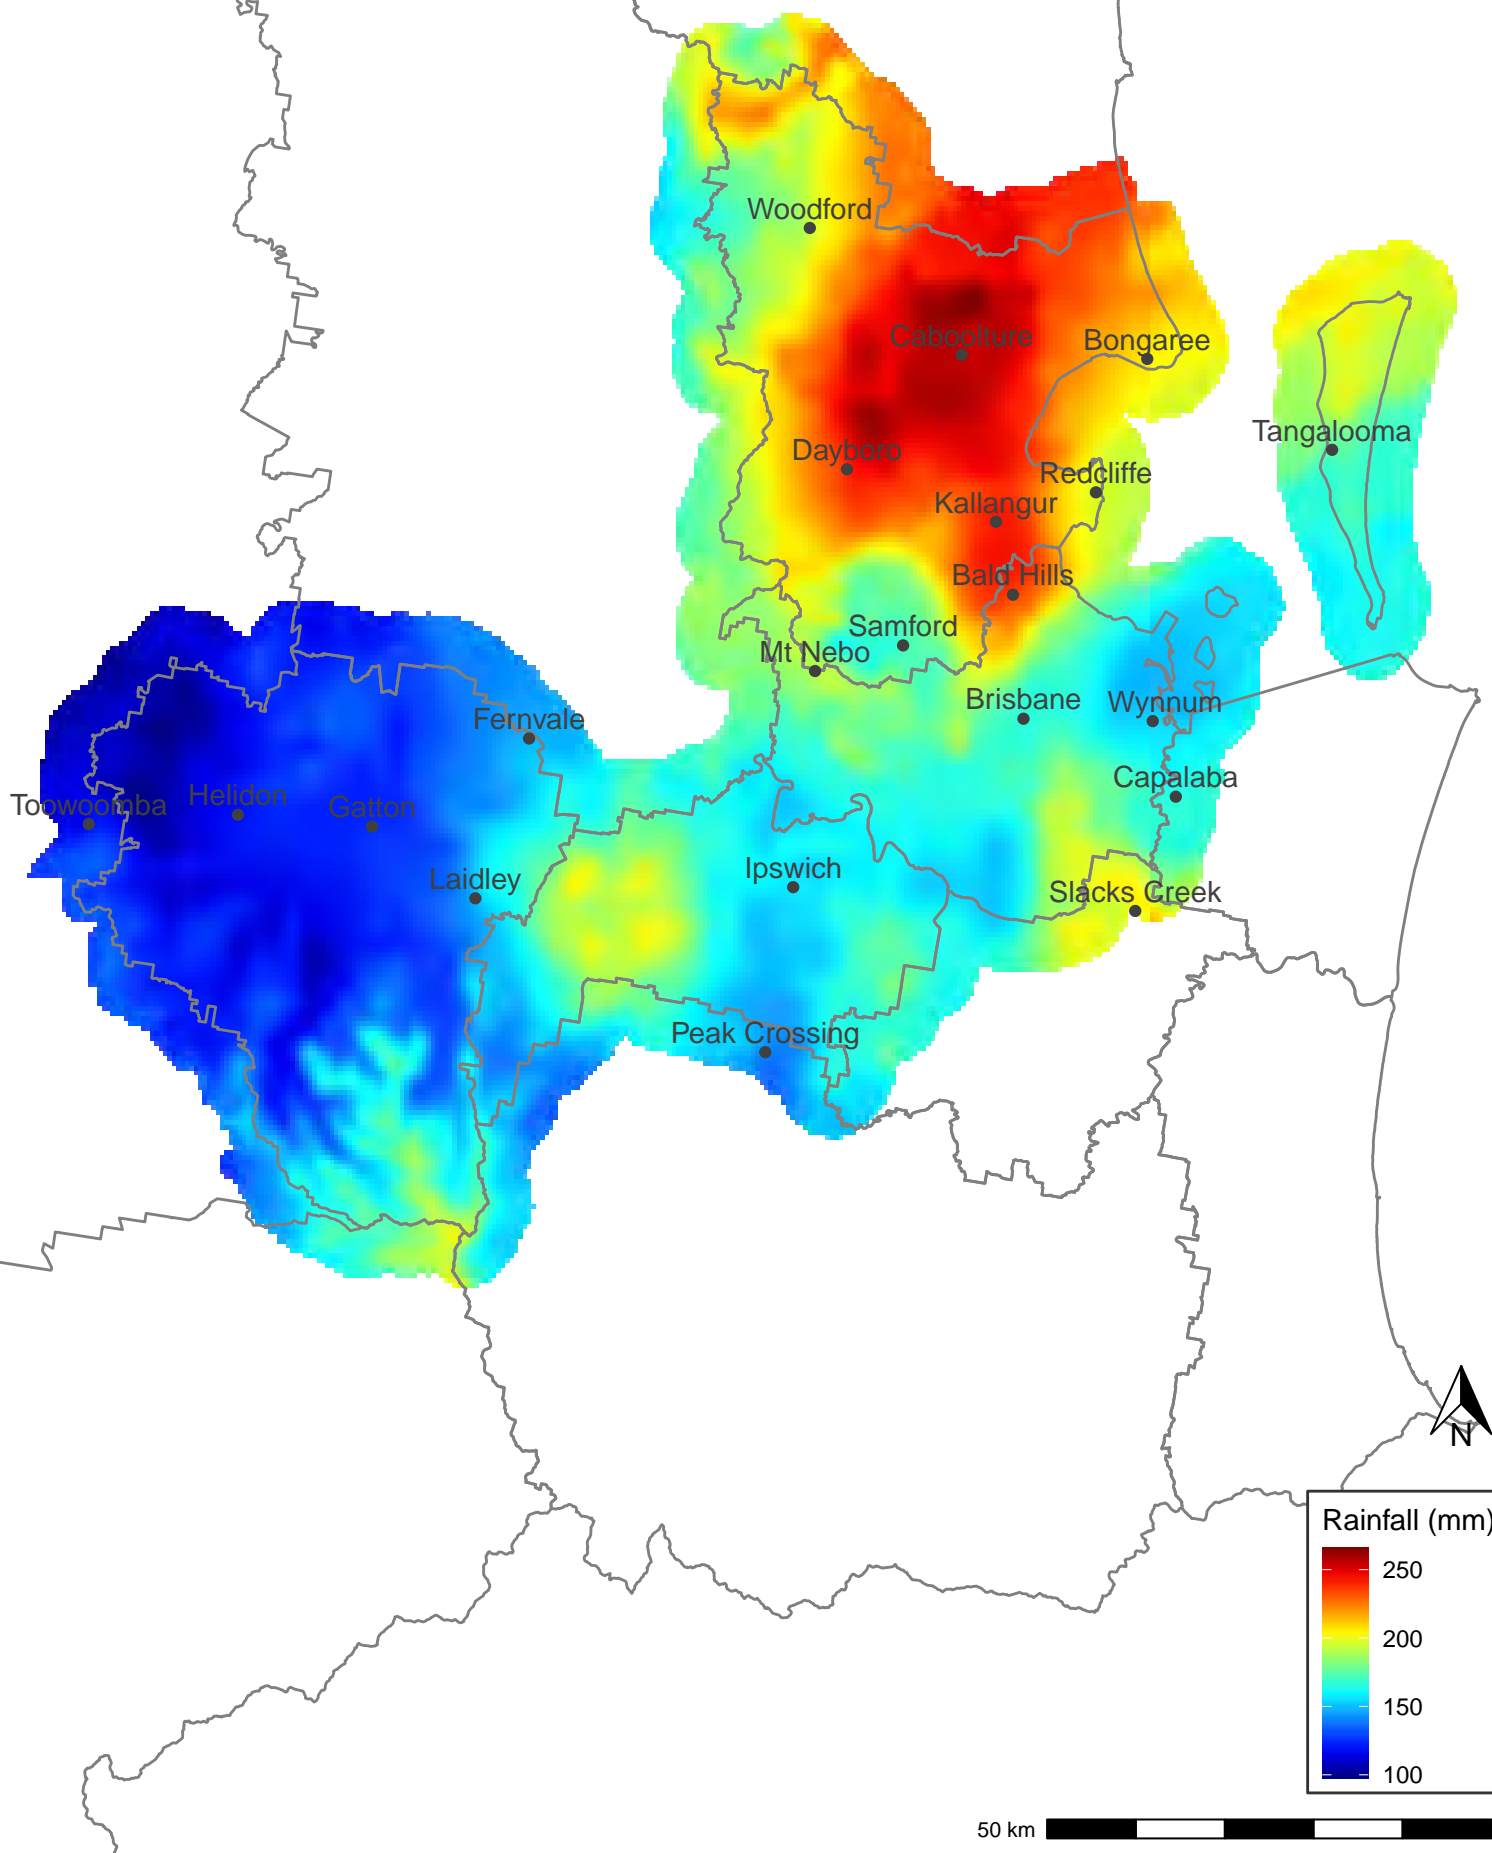 Woodford
Caboolture
Bongaree
Tangalooma
Dayboro
Redcliffe
Kallangur
Bald Hills
Samford
Mt Nebo
Brisbane
Wynnum
Fernvale
Capalaba
Toowoomba
Helidon
Gatton
Laidley
Ipswich
Slacks Creek
Peak Crossing
N
Rainfall (mm)
250
200
150
100
50 km